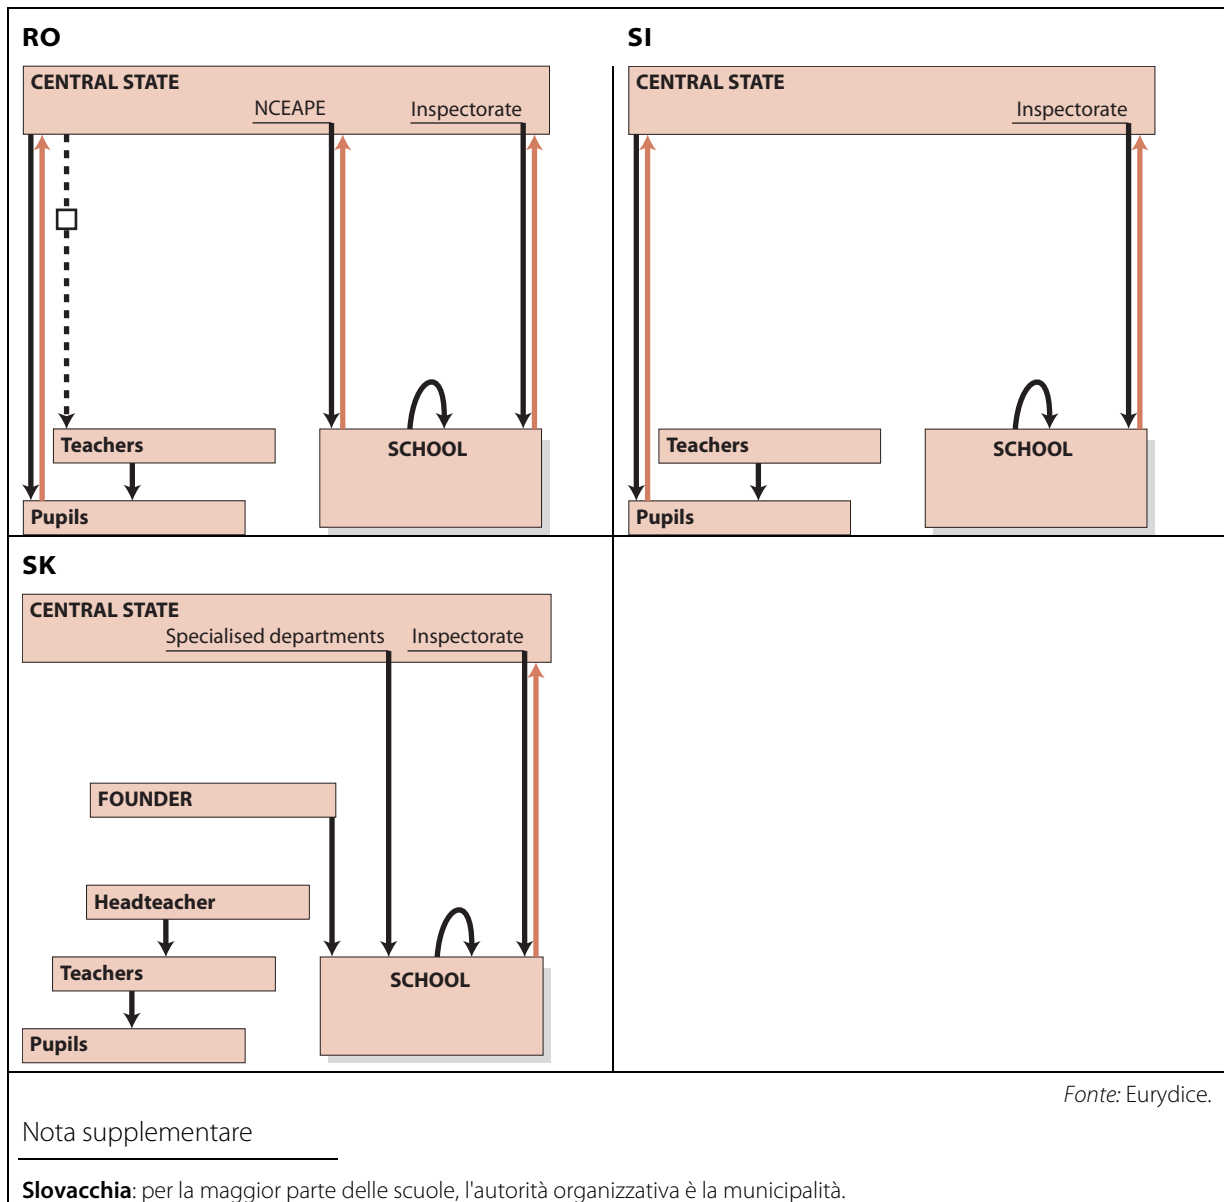 RO
CENTRAL STATE
NCEAPE
Inspectorate
Teachers
SCHOOL
Pupils
SI
CENTRAL STATE
Inspectorate
Teachers
SCHOOL
Pupils
SK
CENTRAL STATE
Specialised departments
Inspectorate
FOUNDER
Headteacher
Teachers
SCHOOL
Pupils
Fonte: Eurydice.
Nota supplementare
Slovacchia: per la maggior parte delle scuole, l'autorità organizzativa è la municipalità.